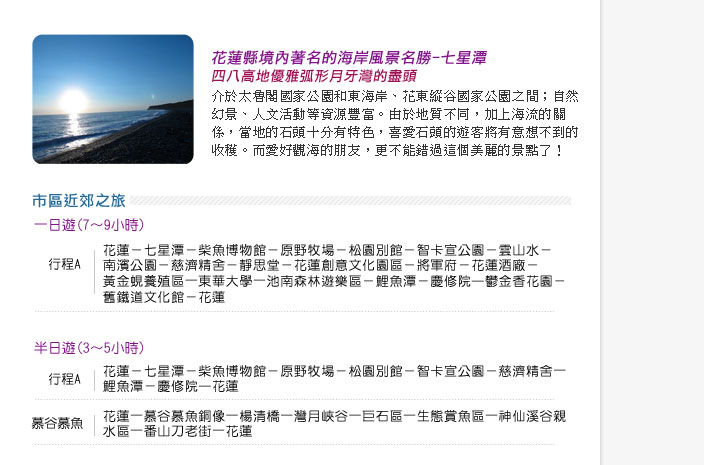 花蓮縣境內著名的海岸風景名勝-七星潭
四八高地優雅弧形月牙灣的盡頭
介於太魯閣國家公園和東海岸、花東縱谷國家公園之間；自然
幻景、人文活動等資源豐富。由於地質不同，加上海流的關
係，當地的石頭十分有特色，喜愛石頭的遊客將有意想不到的
收穫。而愛好觀海的朋友，更不能錯過這個美麗的景點了！
市區近郊之旅
一日遊(7～9小時)
行程A
花蓮－七星潭－柴魚博物館－原野牧場－松園別館－智卡宣公園－雲山水－
南濱公園－慈濟精舍－靜思堂－花蓮創意文化園區－將軍府－花蓮酒廠－
黃金蜆養殖區一東華大學一池南森林遊樂區－鯉魚潭－慶修院一鬱金香花園－
舊鐵道文化館－花蓮
半日遊(3～5小時)
行程A
花蓮－七星潭－柴魚博物館－原野牧場－松園別館－智卡宣公園－慈濟精舍一
鯉魚潭－慶修院一花蓮
慕谷慕魚
花蓮一慕谷慕魚銅像一楊清橋一灣月峽谷一巨石區一生態賞魚區一神仙溪谷親
水區一番山刀老街一花蓮